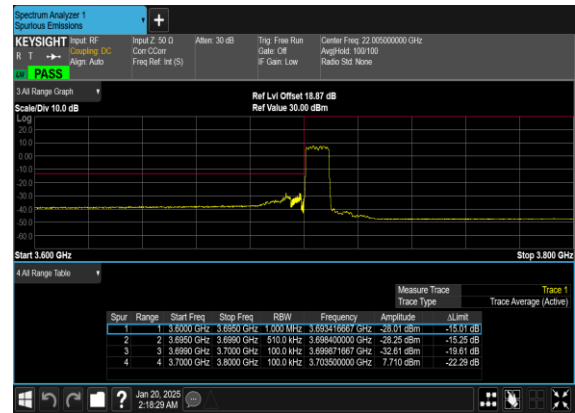 Spectrum Analyzer 1
Spurious Emissions
KEYSIGHT Input: RF Input Z: 50 Ω Atten: 30 dB Trig: Free Run Center Freq: 22.005000000 GHz
R T Coupling: DC Corr CCorr Gate: Off Avg|Hold: 100/100
Align: Auto Freq Ref: Int (S) IF Gain: Low Radio Std: None
PASS
3 All Range Graph
Ref Lvl Offset 18.87 dB
Scale/Div 10.0 dB Ref Value 30.00 dBm
Log
20.0
10.0
0.00
-10.0
-20.0
-30.0
-40.0
-50.0
-60.0
Start 3.600 GHz Stop 3.800 GHz
4 All Range Table
Measure Trace Trace 1
Trace Type Trace Average (Active)
Spur Range Start Freq Stop Freq RBW Frequency Amplitude ΔLimit
1 1 3.6000 GHz 3.6950 GHz 1.000 MHz 3.693416667 GHz -28.01 dBm -15.01 dB
2 2 3.6950 GHz 3.6990 GHz 510.0 kHz 3.698400000 GHz -28.25 dBm -15.25 dB
3 3 3.6990 GHz 3.7000 GHz 100.0 kHz 3.699871667 GHz -32.61 dBm -19.61 dB
4 4 3.7000 GHz 3.8000 GHz 100.0 kHz 3.703500000 GHz 7.710 dBm -22.29 dB
Jan 20, 2025
2:18:29 AM